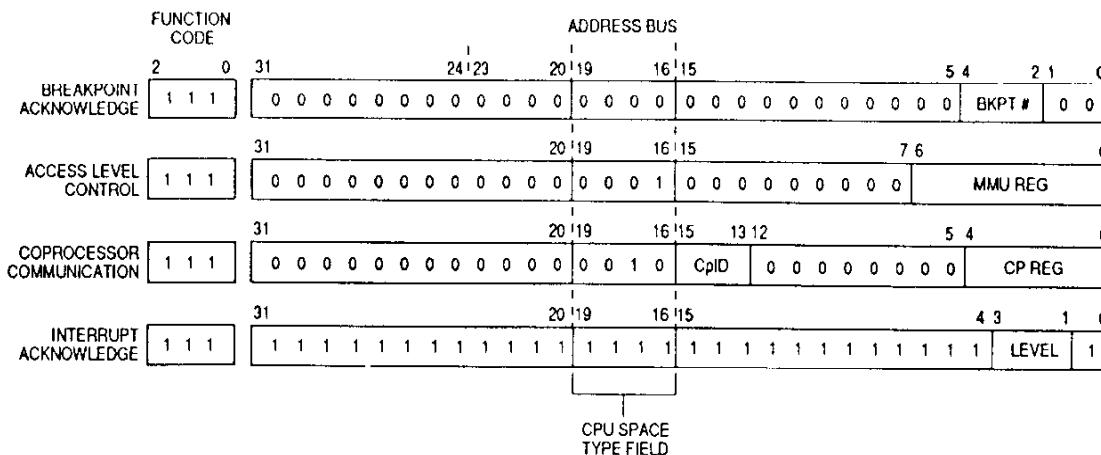 FUNCTION
CODE
ADDRESS BUS
2 0 31 24 23 20 19 16 15 5 4 2 1 0
BREAKPOINT
ACKNOWLEDGE
1 1 1 0 0 0 0 0 0 0 0 0 0 0 0 0 0 0 0 0 0 0 0 0 0 0 0 0 0 0 BKPT # 0 0
31 20 19 16 15 7 6 0
ACCESS LEVEL
CONTROL
1 1 1 0 0 0 0 0 0 0 0 0 0 0 0 0 0 0 1 0 0 0 0 0 0 0 0 0 MMU REG
31 20 19 16 15 13 12 5 4 0
COPROCESSOR
COMMUNICATION
1 1 1 0 0 0 0 0 0 0 0 0 0 0 0 0 0 1 0 CpID 0 0 0 0 0 0 0 0 CP REG
31 20 19 16 15 4 3 1 0
INTERRUPT
ACKNOWLEDGE
1 1 1 1 1 1 1 1 1 1 1 1 1 1 1 1 1 1 1 1 1 1 1 1 1 1 1 1 1 1 1 LEVEL 1
CPU SPACE
TYPE FIELD